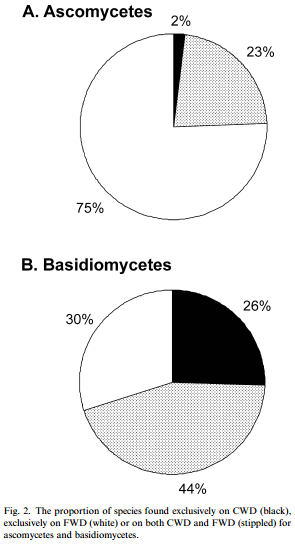 A. Ascomycetes
2%
23%
75%
B. Basidiomycetes
26%
30%
44%
Fig. 2. The proportion of species found exclusively on CWD (black),
exclusively on FWD (white) or on both CWD and FWD (stippled) for
ascomycetes and basidiomycetes.